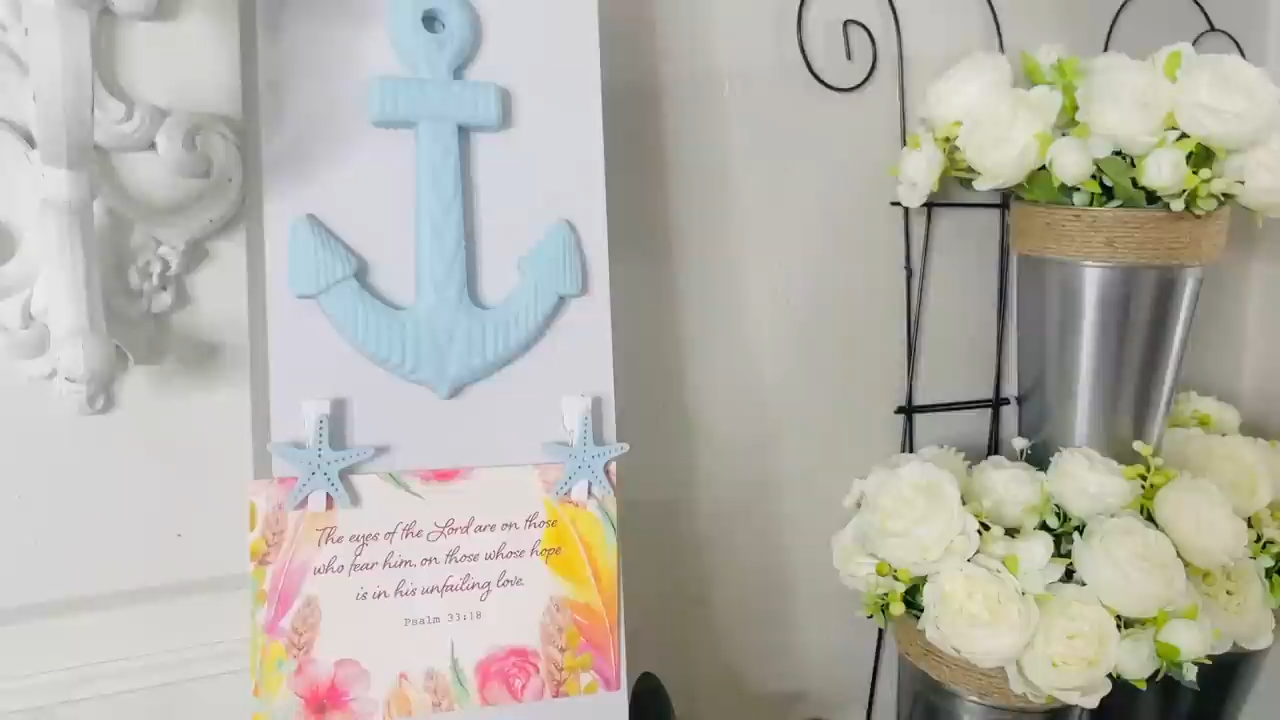 The eyes of the Lord are on those
who fear him, on those whose hope
is in his unfailing love.
Psalm 33:18